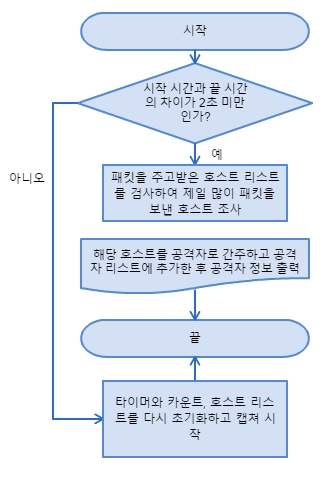 시작
시작 시간과 끝 시간
의 차이가 2초 미만
인가?
예
아니오
패킷을 주고받은 호스트 리스트
를 검사하여 제일 많이 패킷을
보낸 호스트 조사
해당 호스트를 공격자로 간주하고 공격
자 리스트에 추가한 후 공격자 정보 출력
끝
타이머와 카운트, 호스트 리스
트를 다시 초기화하고 캡쳐 시
작